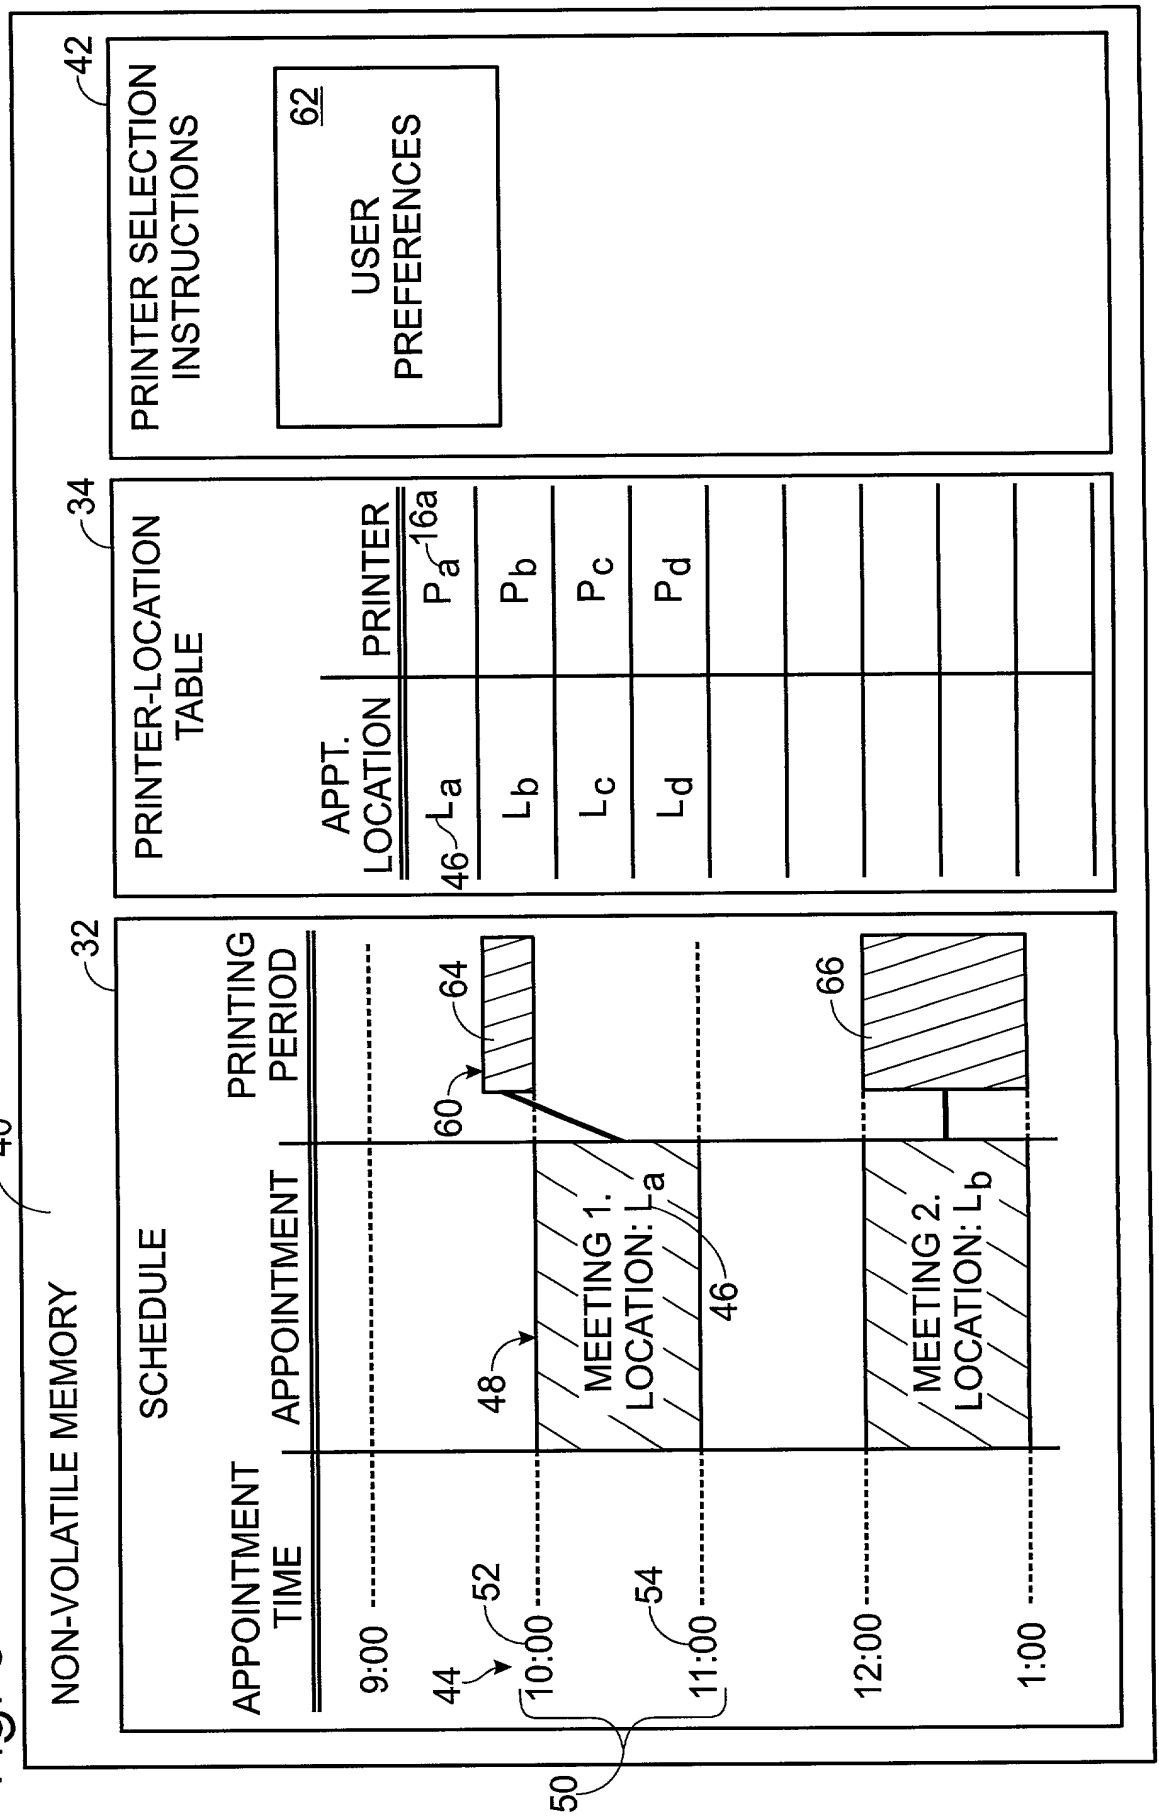 NON-VOLATILE MEMORY
SCHEDULE
32
APPOINTMENT
TIME
APPOINTMENT
PRINTING
PERIOD
9:00
44
52
10:00
48
60
64
MEETING 1.
LOCATION: La
46
50
54
11:00
12:00
66
MEETING 2.
LOCATION: Lb
1:00
PRINTER-LOCATION
TABLE
34
APPT.
LOCATION
PRINTER
46
La
Pa
16a
Lb
Pb
Lc
Pc
Ld
Pd
PRINTER SELECTION
INSTRUCTIONS
42
62
USER
PREFERENCES